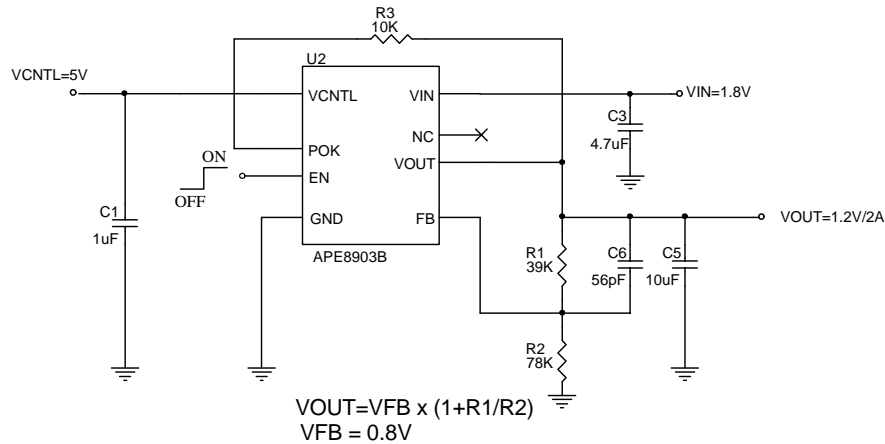 R3
10K
U2
VCNTL=5V
VCNTL
VIN
VIN=1.8V
C3
4.7uF
NC
POK
VOUT
ON
EN
OFF
C1
1uF
GND
FB
VOUT=1.2V/2A
APE8903B
R1
39K
C6
56pF
C5
10uF
R2
78K
VOUT=VFB x (1+R1/R2)
VFB = 0.8V